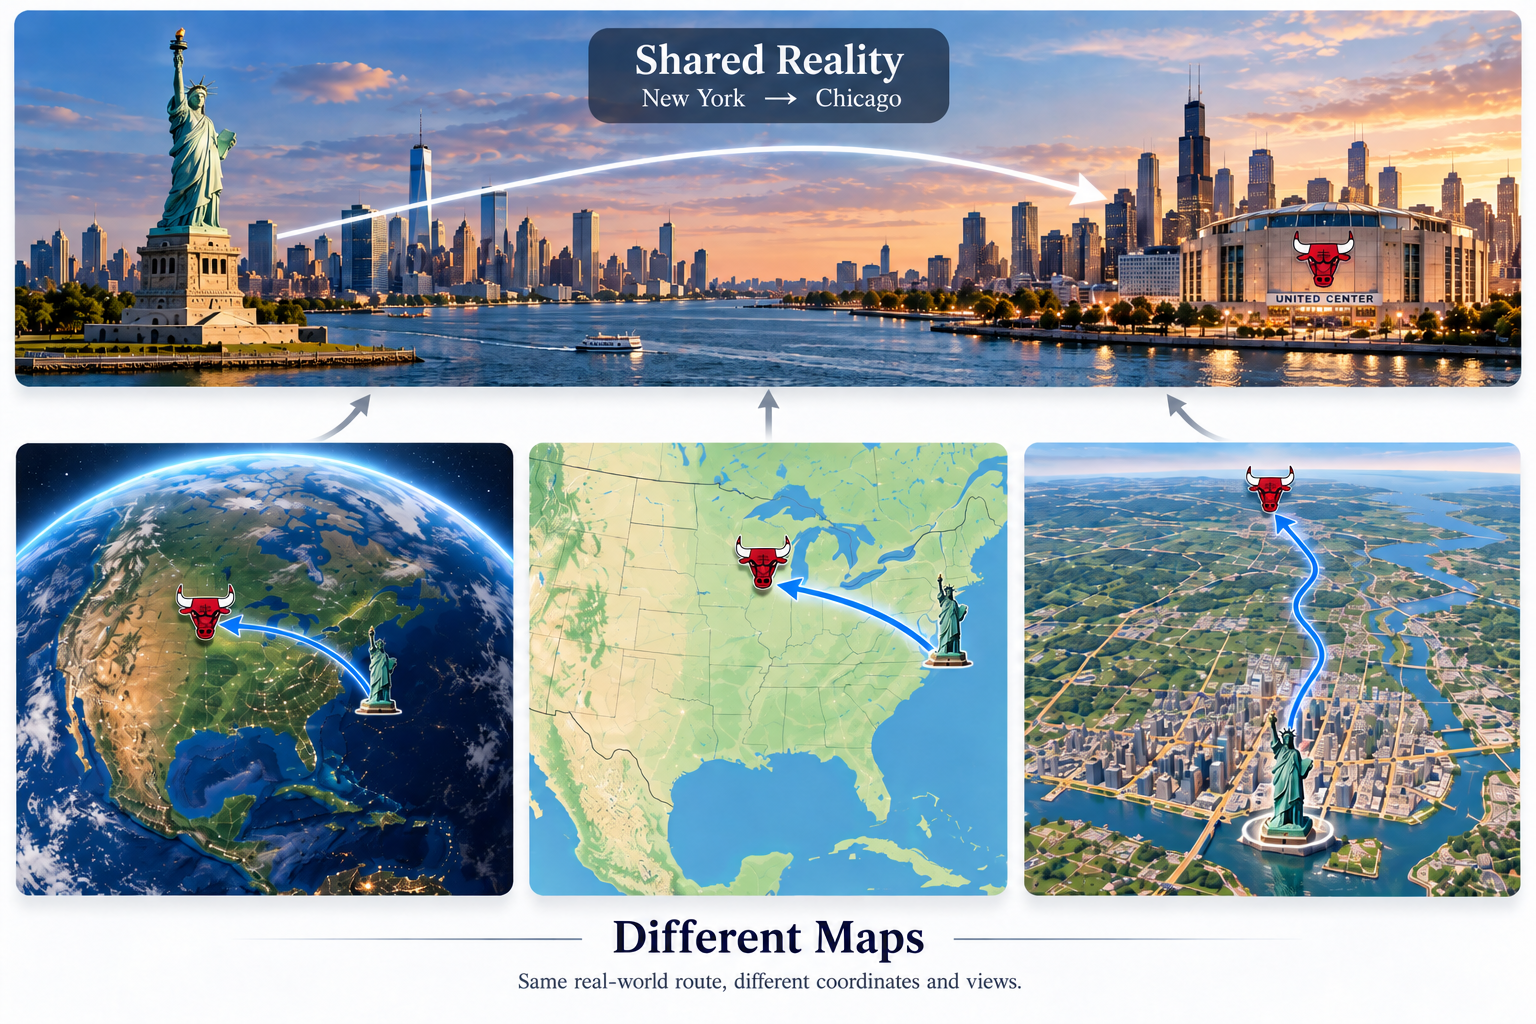 Shared Reality
New York → Chicago
UNITED CENTER
Different Maps
Same real-world route, different coordinates and views.